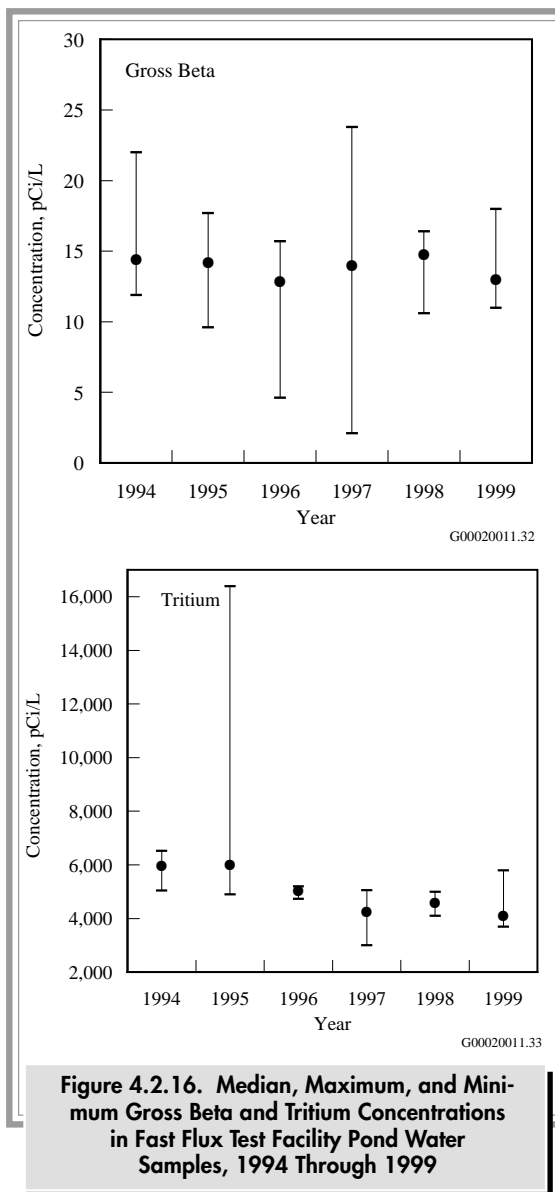 Gross Beta
Concentration, pCi/L
30
25
20
15
10
5
0
1994 1995 1996 1997 1998 1999
Year
G00020011.32
Tritium
Concentration, pCi/L
16,000
14,000
12,000
10,000
8,000
6,000
4,000
2,000
1994 1995 1996 1997 1998 1999
Year
G00020011.33
Figure 4.2.16. Median, Maximum, and Mini-
mum Gross Beta and Tritium Concentrations
in Fast Flux Test Facility Pond Water
Samples, 1994 Through 1999